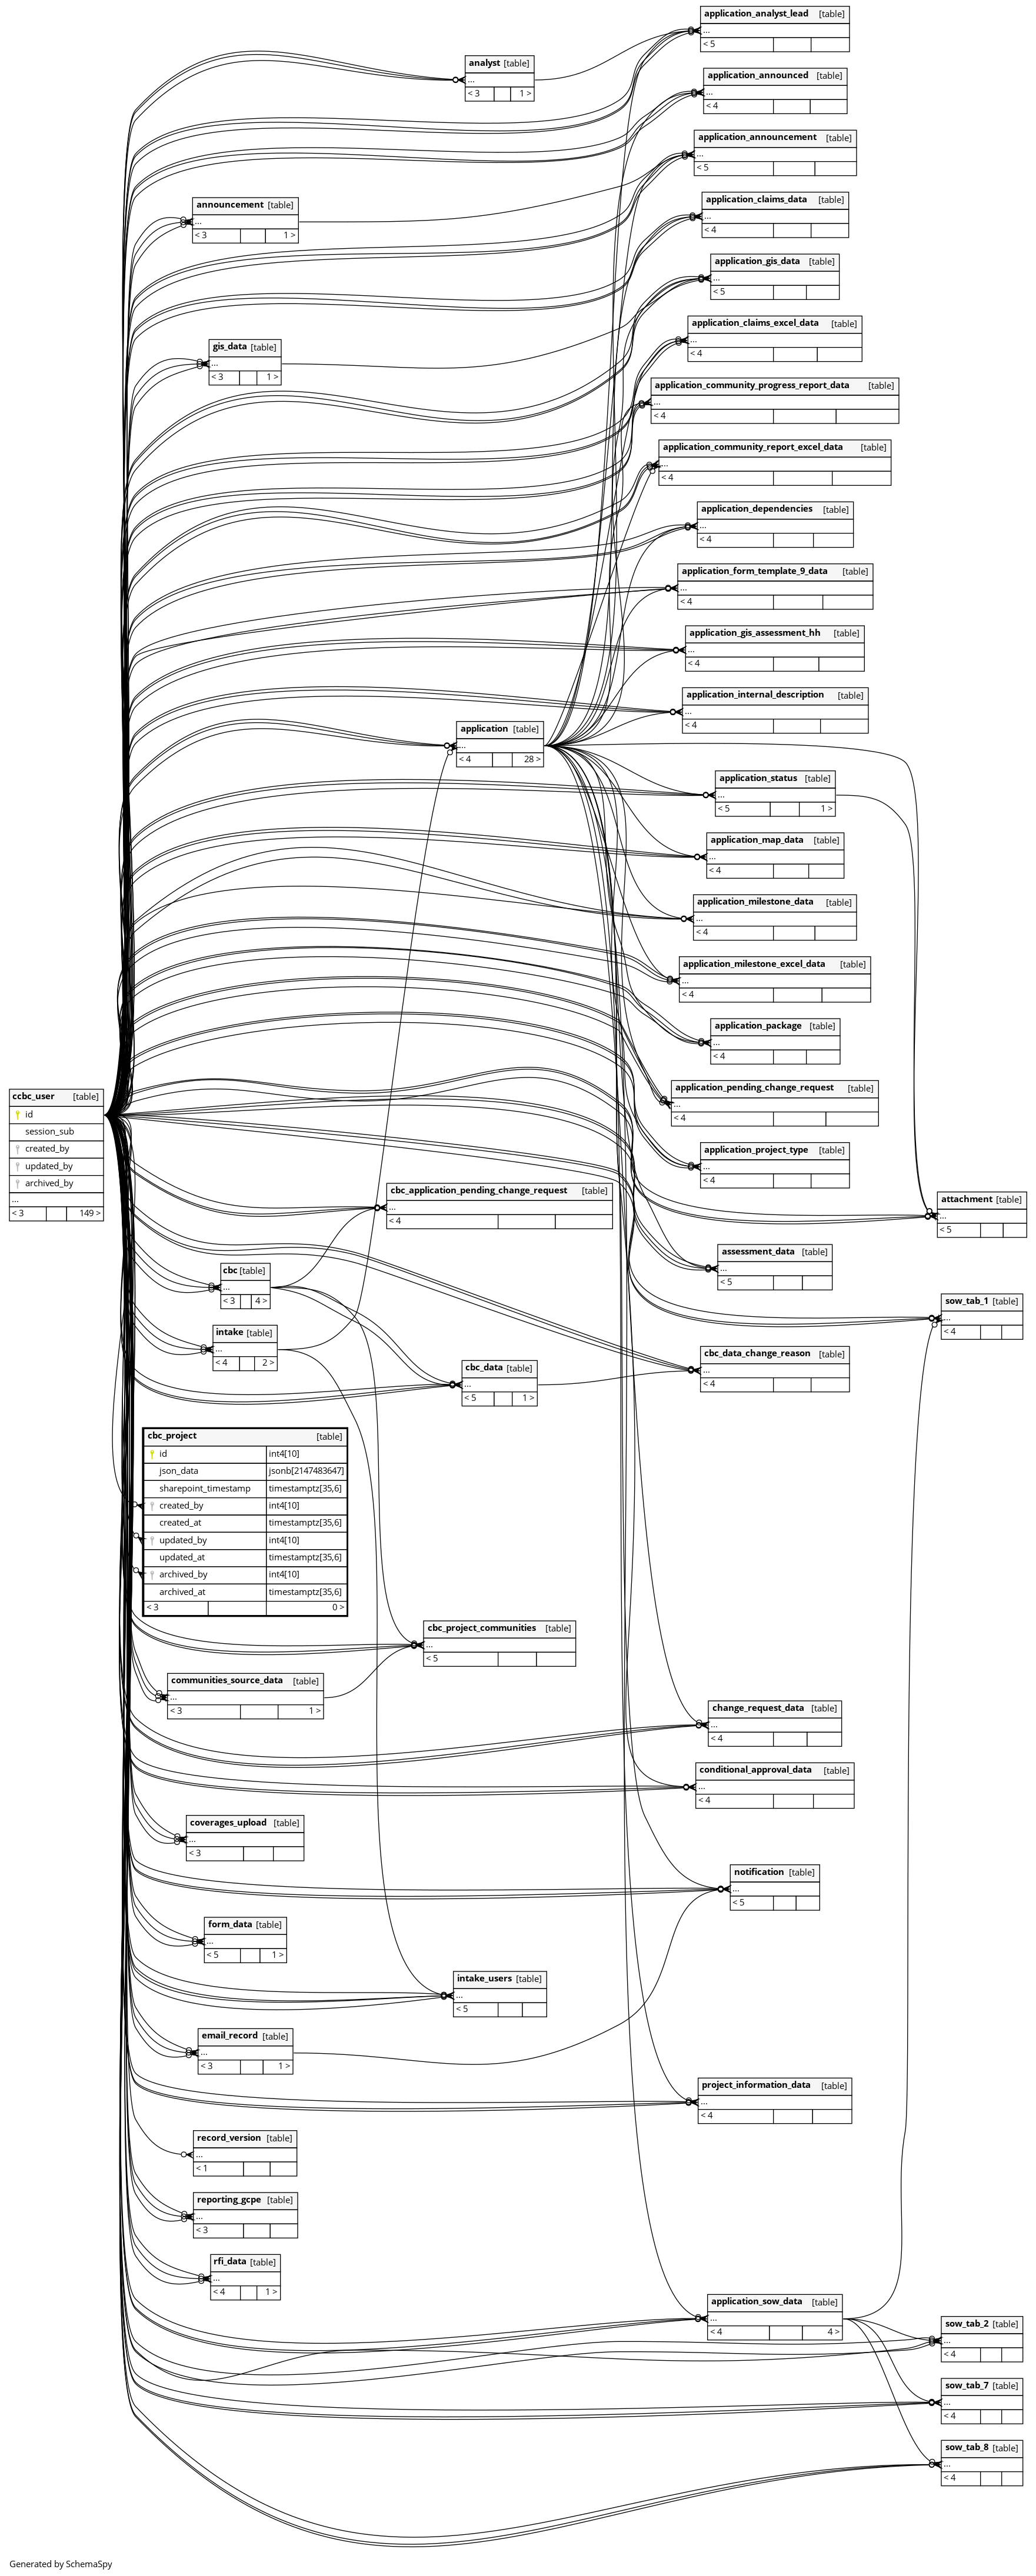 application_analyst_lead [table]
...
< 5
analyst [table]
...
< 3 1 >
application_announced [table]
...
< 4
application_announcement [table]
...
< 5
announcement [table]
...
< 3 1 >
application_claims_data [table]
...
< 4
application_gis_data [table]
...
< 5
application_claims_excel_data [table]
...
< 4
gis_data [table]
...
< 3 1 >
application_community_progress_report_data [table]
...
< 4
application_community_report_excel_data [table]
...
< 4
application_dependencies [table]
...
< 4
application_form_template_9_data [table]
...
< 4
application_gis_assessment_hh [table]
...
< 4
application_internal_description [table]
...
< 4
application [table]
...
< 4 28 >
application_status [table]
...
< 5 1 >
application_map_data [table]
...
< 4
application_milestone_data [table]
...
< 4
application_milestone_excel_data [table]
...
< 4
application_package [table]
...
< 4
application_pending_change_request [table]
...
< 4
ccbc_user [table]
id
session_sub
created_by
updated_by
archived_by
...
< 3 149 >
application_project_type [table]
...
< 4
cbc_application_pending_change_request [table]
...
< 4
attachment [table]
...
< 5
assessment_data [table]
...
< 5
cbc [table]
...
< 3 4 >
sow_tab_1 [table]
...
< 4
intake [table]
...
< 4 2 >
cbc_data_change_reason [table]
...
< 4
cbc_data [table]
...
< 5 1 >
cbc_project [table]
id int4[10]
json_data jsonb[2147483647]
sharepoint_timestamp timestamptz[35,6]
created_by int4[10]
created_at timestamptz[35,6]
updated_by int4[10]
updated_at timestamptz[35,6]
archived_by int4[10]
archived_at timestamptz[35,6]
< 3 0 >
cbc_project_communities [table]
...
< 5
communities_source_data [table]
...
< 3 1 >
change_request_data [table]
...
< 4
conditional_approval_data [table]
...
< 4
coverages_upload [table]
...
< 3
notification [table]
...
< 5
form_data [table]
...
< 5 1 >
intake_users [table]
...
< 5
email_record [table]
...
< 3 1 >
project_information_data [table]
...
< 4
record_version [table]
...
< 1
reporting_gcpe [table]
...
< 3
rfi_data [table]
...
< 4 1 >
application_sow_data [table]
...
< 4 4 >
sow_tab_2 [table]
...
< 4
sow_tab_7 [table]
...
< 4
sow_tab_8 [table]
...
< 4
Generated by SchemaSpy